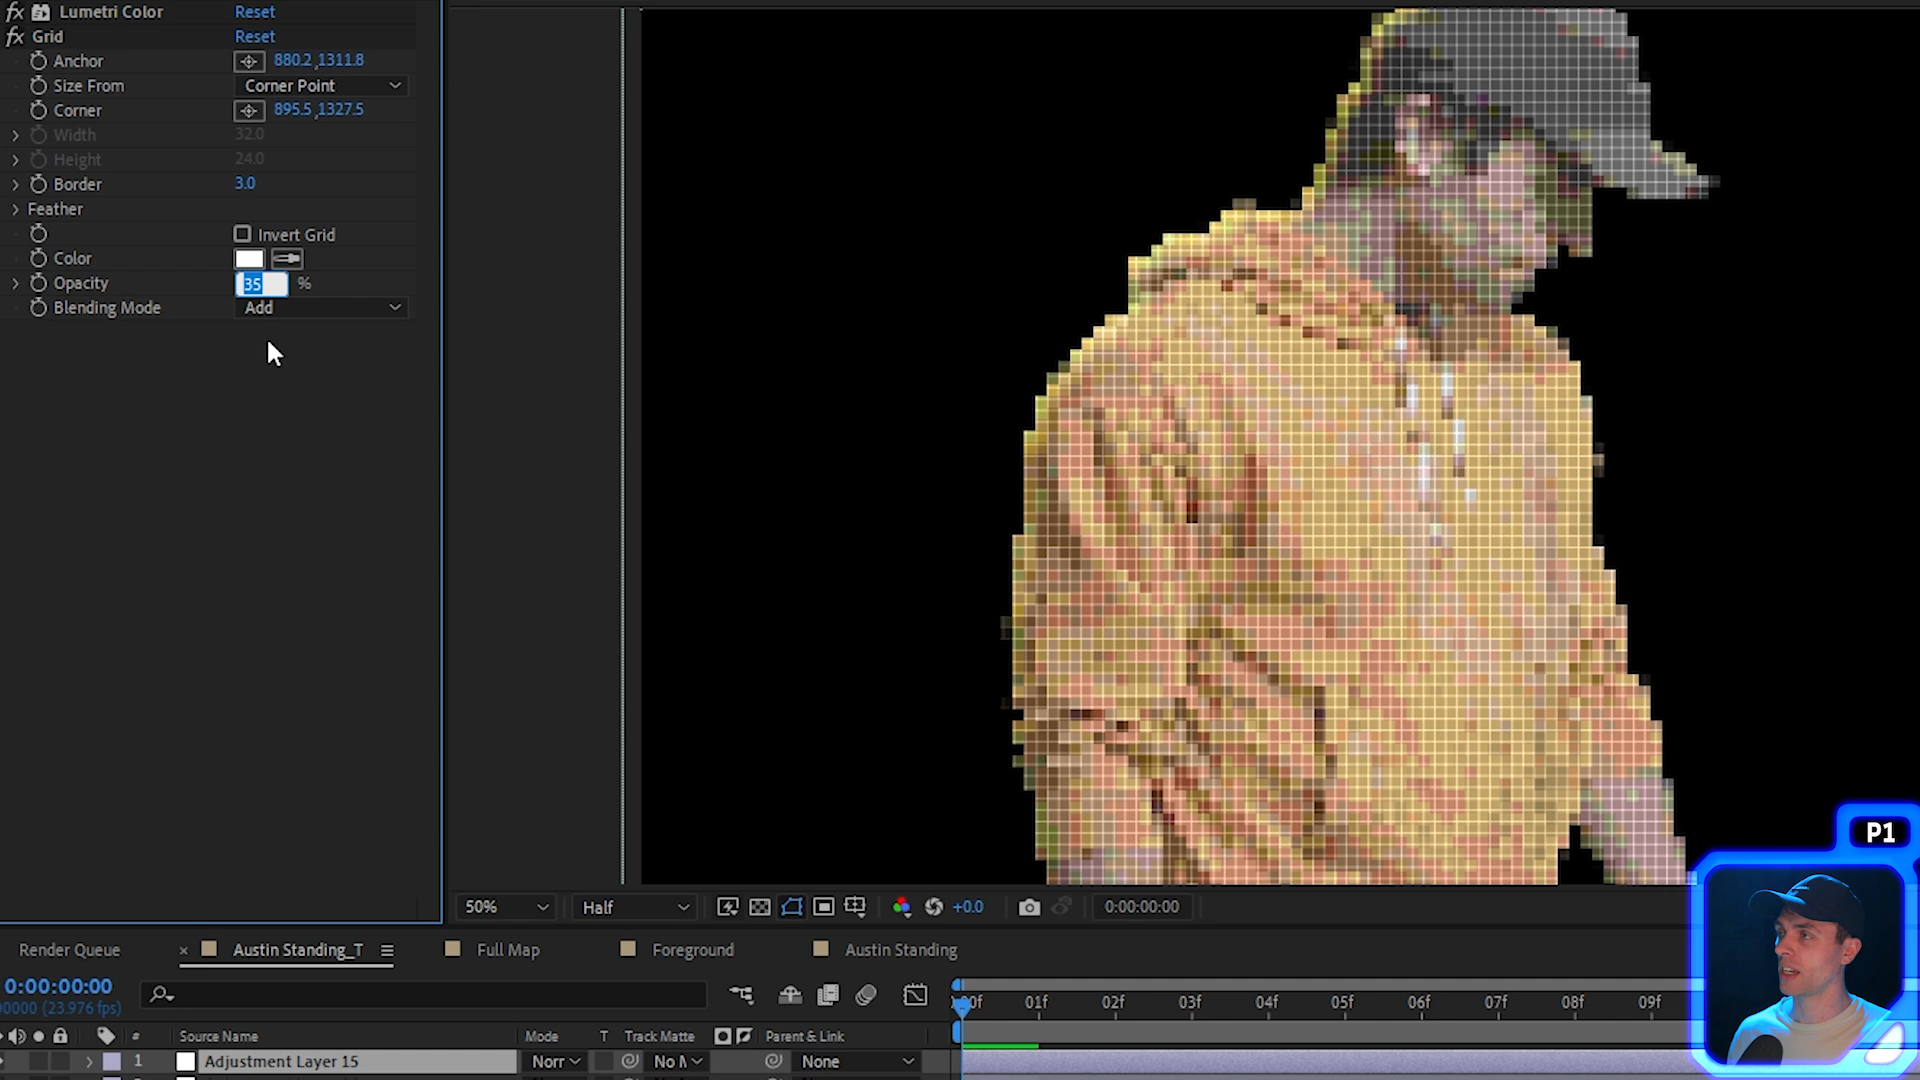 fx Lumetri Color Reset
fx Grid Reset
Anchor 880.2,1311.8
Size From Corner Point
Corner 895.5,1327.5
Width 32.0
Height 24.0
Border 3.0
Feather
Invert Grid
Color
Opacity 35 %
Blending Mode Add
P1
50% Half +0.0 0:00:00:00
Render Queue × Austin Standing_T Full Map Foreground Austin Standing
0:00:00:00
00000 (23.976 fps)
00f 01f 02f 03f 04f 05f 06f 07f 08f 09f
# Source Name Mode T Track Matte Parent & Link
1 Adjustment Layer 15 Norr No M None